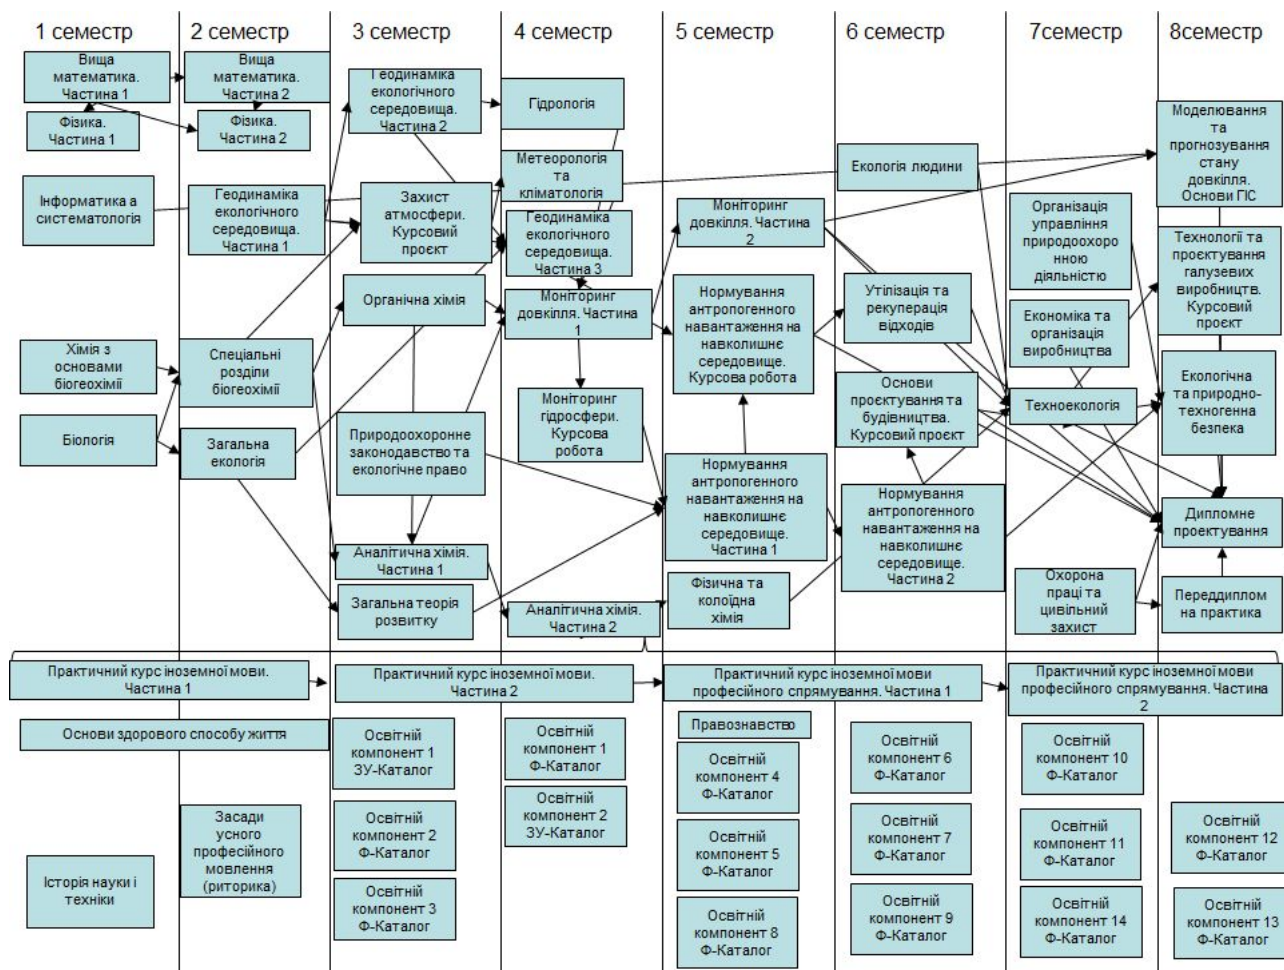 1 семестр
2 семестр
3 семестр
4 семестр
5 семестр
6 семестр
7семестр
8семестр
Вища
математика.
Частина 1
Фізика.
Частина 1
Інформатика а
систематологія
Хімія з
основами
біогеохімії
Біологія
Вища
математика.
Частина 2
Фізика.
Частина 2
Геодинаміка
екологічного
середовища.
Частина 1
Спеціальні
розділи
біогеохімії
Загальна
екологія
Геодинаміка
екологічного
середовища.
Частина 2
Захист
атмосфери.
Курсовий
проєкт
Органічна хімія
Природоохоронне
законодавство та
екологічне право
Аналітична хімія.
Частина 1
Загальна теорія
розвитку
Гідрологія
Метеорологія
та
кліматологія
Геодинаміка
екологічного
середовища.
Частина 3
Моніторинг
довкілля. Частина
1
Моніторинг
гідросфери.
Курсова
робота
Аналітична хімія.
Частина 2
Моніторинг
довкілля. Частина
2
Нормування
антропогенного
навантаження на
навколишнє
середовище.
Курсова робота
Нормування
антропогенного
навантаження на
навколишнє
середовище.
Частина 1
Фізична та
колоїдна
хімія
Екологія людини
Утилізація та
рекуперація
відходів
Основи
проєктування та
будівництва.
Курсовий проєкт
Нормування
антропогенного
навантаження на
навколишнє
середовище.
Частина 2
Організація
управління
природоохоро
нною
діяльністю
Економіка та
організація
виробництва
Техноекологія
Охорона
праці та
цивільний
захист
Моделювання
та
прогнозування
стану
довкілля.
Основи ГІС
Технології та
проєктування
галузевих
виробництв.
Курсовий
проєкт
Екологічна
та природно-
техногенна
безпека
Дипломне
проектування
Переддиплом
на практика
Практичний курс іноземної мови.
Частина 1
Практичний курс іноземної мови.
Частина 2
Практичний курс іноземної мови
професійного спрямування. Частина 1
Практичний курс іноземної мови
професійного спрямування. Частина
2
Основи здорового способу життя
Історія науки і
техніки
Засади
усного
професійного
мовлення
(риторика)
Освітній
компонент 1
ЗУ-Каталог
Освітній
компонент 2
Ф-Каталог
Освітній
компонент 3
Ф-Каталог
Освітній
компонент 1
Ф-Каталог
Освітній
компонент 2
ЗУ-Каталог
Правознавство
Освітній
компонент 4
Ф-Каталог
Освітній
компонент 5
Ф-Каталог
Освітній
компонент 8
Ф-Каталог
Освітній
компонент 6
Ф-Каталог
Освітній
компонент 7
Ф-Каталог
Освітній
компонент 9
Ф-Каталог
Освітній
компонент 10
Ф-Каталог
Освітній
компонент 11
Ф-Каталог
Освітній
компонент 14
Ф-Каталог
Освітній
компонент 12
Ф-Каталог
Освітній
компонент 13
Ф-Каталог